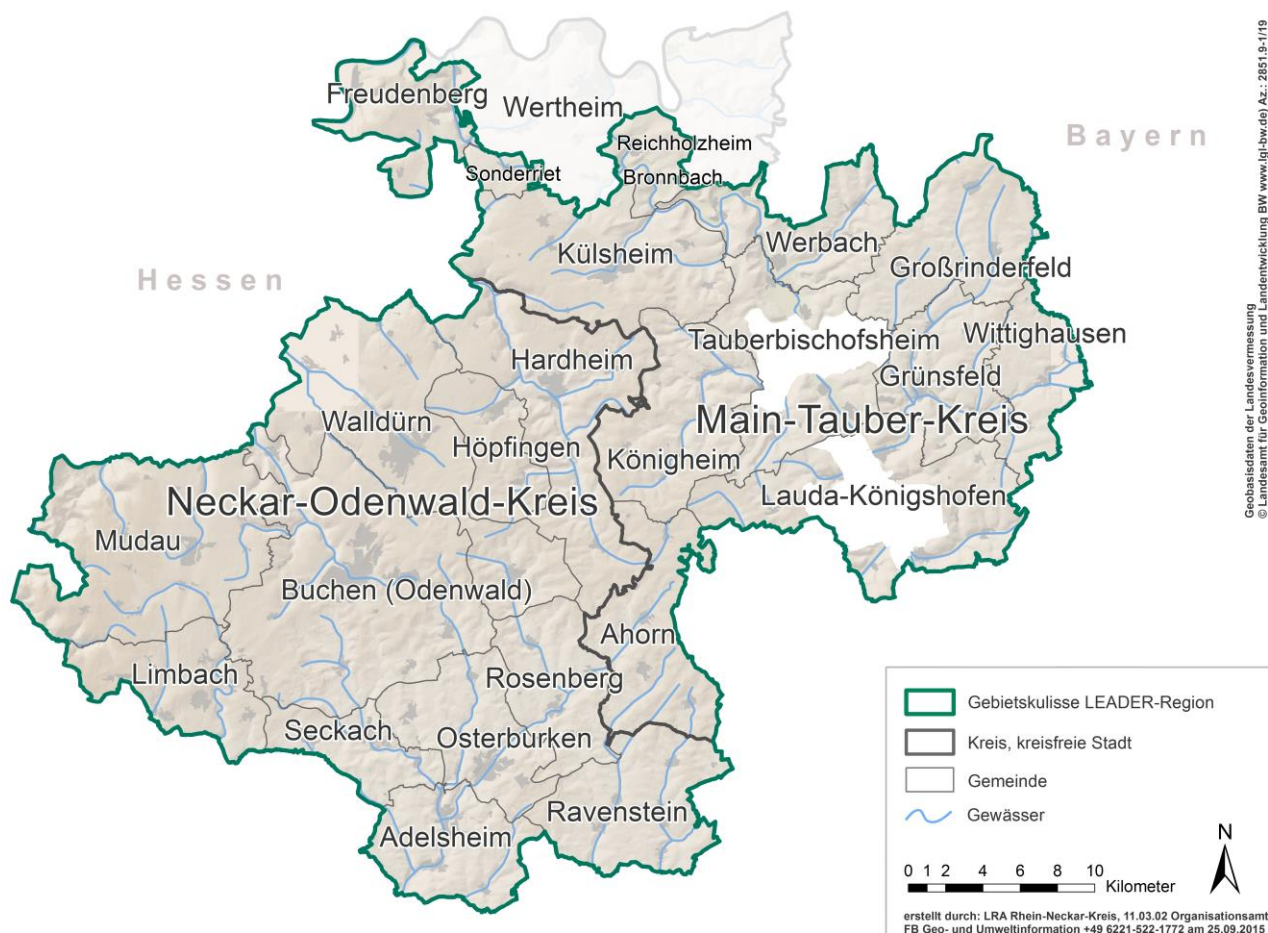 Freudenberg
Wertheim
Reichholzheim
Sonderriet
Bronnbach
Bayern
Külsheim
Werbach
Hessen
Großrinderfeld
Tauberbischofsheim
Wittighausen
Hardheim
Grünsfeld
Walldürn
Main-Tauber-Kreis
Höpfingen
Königheim
Neckar-Odenwald-Kreis
Lauda-Königshofen
Mudau
Buchen (Odenwald)
Ahorn
Limbach
Rosenberg
Seckach
Osterburken
Ravenstein
Adelsheim
Gebietskulisse LEADER-Region
Kreis, kreisfreie Stadt
Gemeinde
Gewässer
N
0 1 2 4 6 8 10
Kilometer
erstellt durch: LRA Rhein-Neckar-Kreis, 11.03.02 Organisationsamt
FB Geo- und Umweltinformation +49 6221-522-1772 am 25.09.2015
Geobasisdaten der Landesvermessung
© Landesamt für Geoinformation und Landentwicklung BW www.lgl-bw.de) Az.: 2851.9-1/19